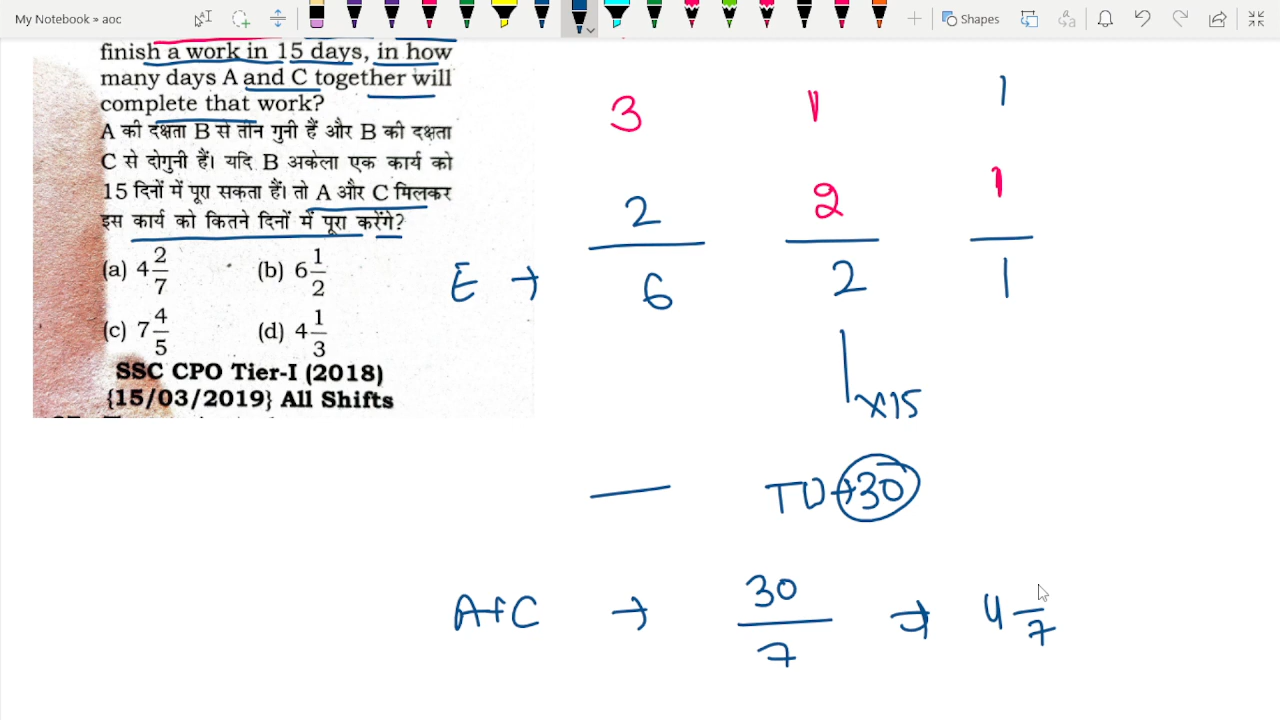 My Notebook » aoc
Shapes
finish a work in 15 days, in how
many days A and C together will
complete that work?
A की दक्षता B से तीन गुनी हैं और B की दक्षता
C से दोगुनी हैं। यदि B अकेला एक कार्य को
15 दिनों में पूरा सकता हैं। तो A और C मिलकर
इस कार्य को कितने दिनों में पूरा करेंगे?
(a) 4 2/7 (b) 6 1/2
(c) 7 4/5 (d) 4 1/3
SSC CPO Tier-I (2018)
{15/03/2019} All Shifts
3 1 1
2 2 1
E → 6 2 1
×15
TW → 30
A+C → 30/7 ⇒ 4 /7